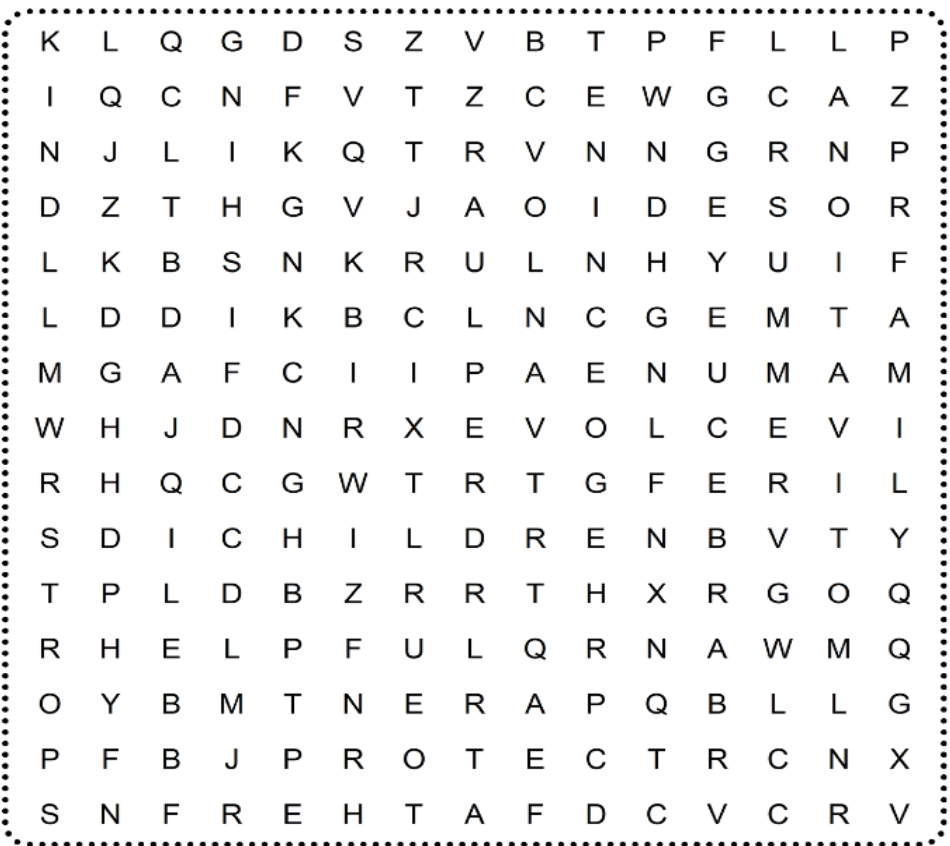 K L Q G D S Z V B T P F L L P
I Q C N F V T Z C E W G C A Z
N J L I K Q T R V N N G R N P
D Z T H G V J A O I D E S O R
L K B S N K R U L N H Y U I F
L D D I K B C L N C G E M T A
M G A F C I I P A E N U M A M
W H J D N R X E V O L C E V I
R H Q C G W T R T G F E R I L
S D I C H I L D R E N B V T Y
T P L D B Z R R T H X R G O Q
R H E L P F U L Q R N A W M Q
O Y B M T N E R A P Q B L L G
P F B J P R O T E C T R C N X
S N F R E H T A F D C V C R V